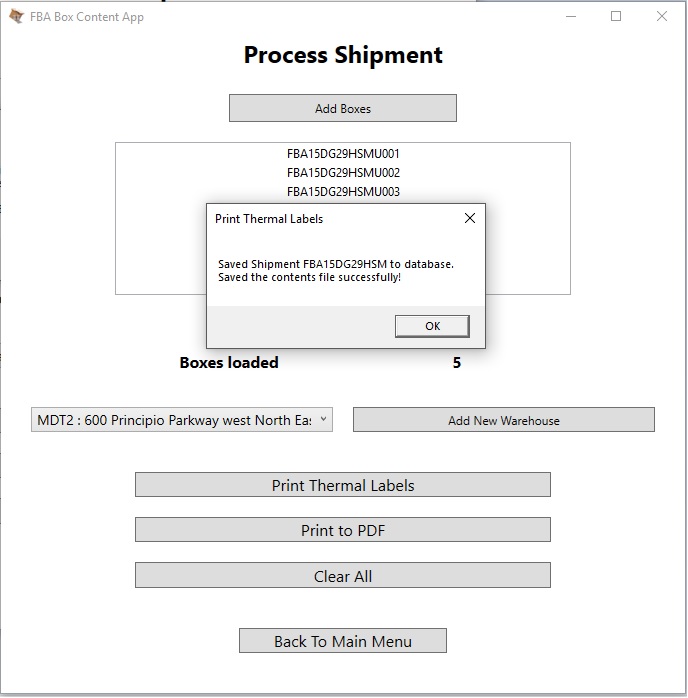 FBA Box Content App
Process Shipment
Add Boxes
FBA15DG29HSMU001
FBA15DG29HSMU002
FBA15DG29HSMU003
Print Thermal Labels
Saved Shipment FBA15DG29HSM to database.
Saved the contents file successfully!
OK
Boxes loaded 5
MDT2 : 600 Principio Parkway west North Eas
Add New Warehouse
Print Thermal Labels
Print to PDF
Clear All
Back To Main Menu